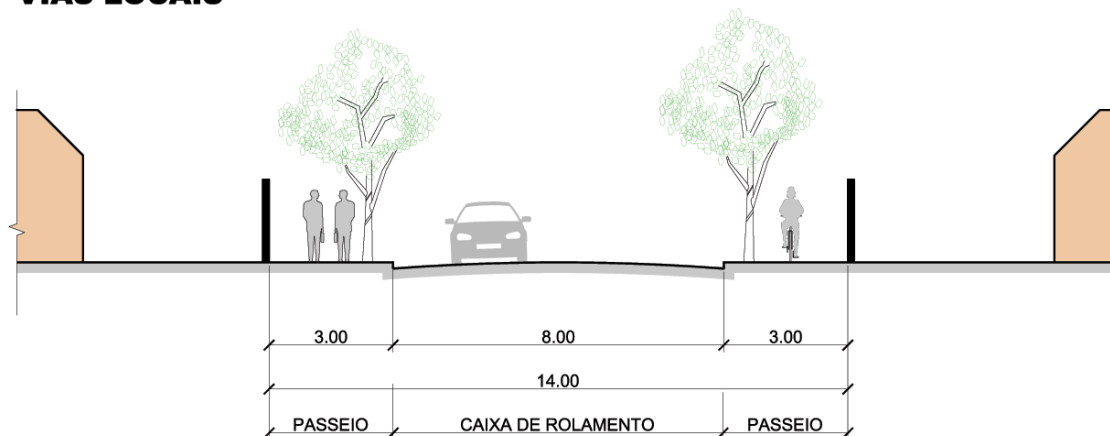 VIAS LOCAIS
3.00 8.00 3.00
14.00
PASSEIO CAIXA DE ROLAMENTO PASSEIO